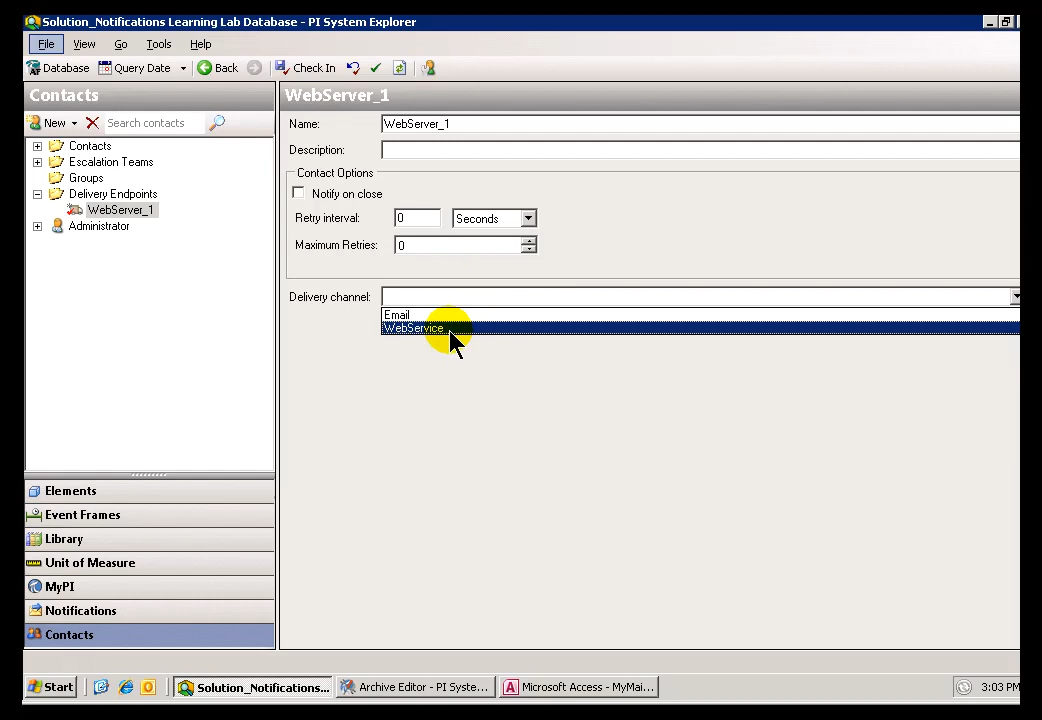 Solution_Notifications Learning Lab Database - PI System Explorer
File View Go Tools Help
Database Query Date Back Check In
Contacts
WebServer_1
New Search contacts
Name: WebServer_1
Description:
Contacts
Escalation Teams
Groups
Delivery Endpoints
WebServer_1
Administrator
Contact Options
Notify on close
Retry interval: 0 Seconds
Maximum Retries: 0
Delivery channel:
Email
WebService
Elements
Event Frames
Library
Unit of Measure
MyPI
Notifications
Contacts
Start Solution_Notifications... Archive Editor - PI Syste... Microsoft Access - MyMai... 3:03 PM